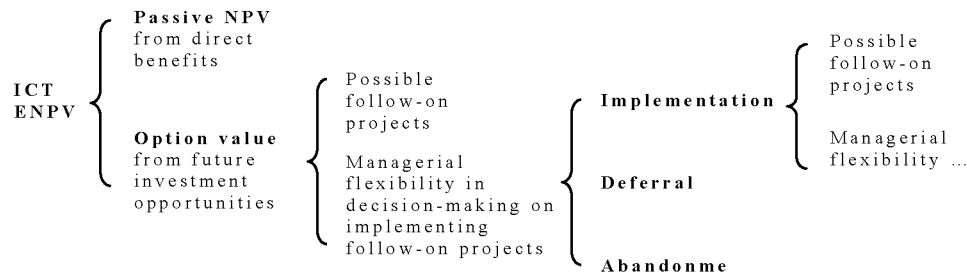 ICT
ENPV
Passive NPV
from direct
benefits
Option value
from future
investment
opportunities
Possible
follow-on
projects
Managerial
flexibility in
decision-making on
implementing
follow-on projects
Implementation
Deferral
Abandonme
Possible
follow-on
projects
Managerial
flexibility ...